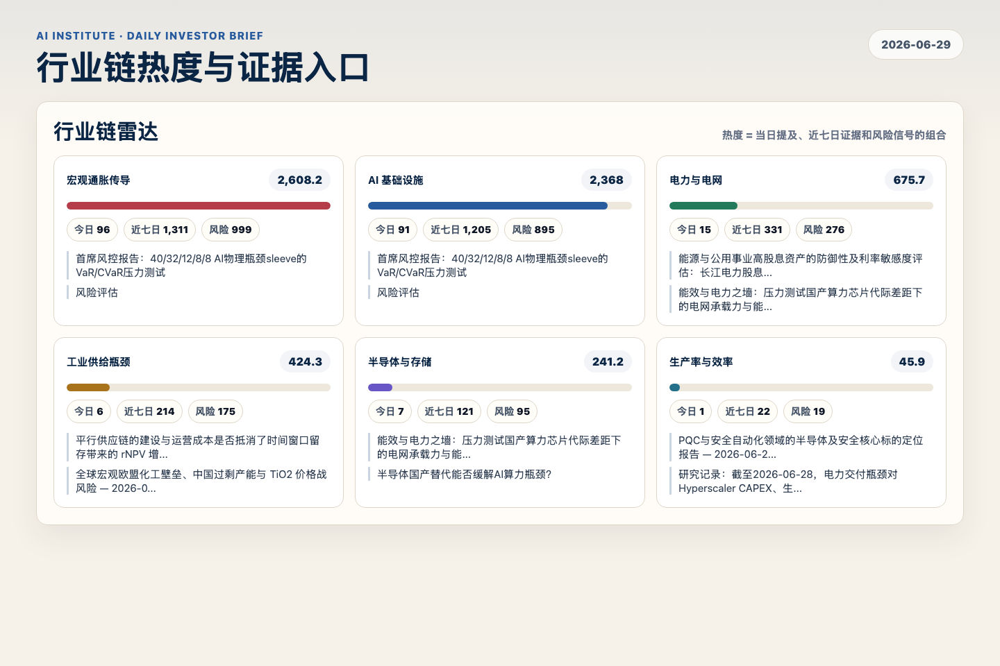 AI INSTITUTE · DAILY INVESTOR BRIEF
2026-06-29
行业链热度与证据入口
行业链雷达
热度 = 当日提及、近七日证据和风险信号的组合
宏观通胀传导
2,608.2
今日 96
近七日 1,311
风险 999
首席风控报告：40/32/12/8/8 AI物理瓶颈sleeve的
VaR/CVaR压力测试
风险评估
AI 基础设施
2,368
今日 91
近七日 1,205
风险 895
首席风控报告：40/32/12/8/8 AI物理瓶颈sleeve的
VaR/CVaR压力测试
风险评估
电力与电网
675.7
今日 15
近七日 331
风险 276
能源与公用事业高股息资产的防御性及利率敏感度评
估：长江电力股息...
能效与电力之墙：压力测试国产算力芯片代际差距下
的电网承载力与能...
工业供给瓶颈
424.3
今日 6
近七日 214
风险 175
平行供应链的建设与运营成本是否抵消了时间窗口留
存带来的 rNPV 增...
全球宏观欧盟化工壁垒、中国过剩产能与 TiO2 价格战
风险 — 2026-0...
半导体与存储
241.2
今日 7
近七日 121
风险 95
能效与电力之墙：压力测试国产算力芯片代际差距下
的电网承载力与能...
半导体国产替代能否缓解AI算力瓶颈?
生产率与效率
45.9
今日 1
近七日 22
风险 19
PQC与安全自动化领域的半导体及安全核心标的定位
报告 — 2026-06-2...
研究记录：截至2026-06-28，电力交付瓶颈对
Hyperscaler CAPEX、生...